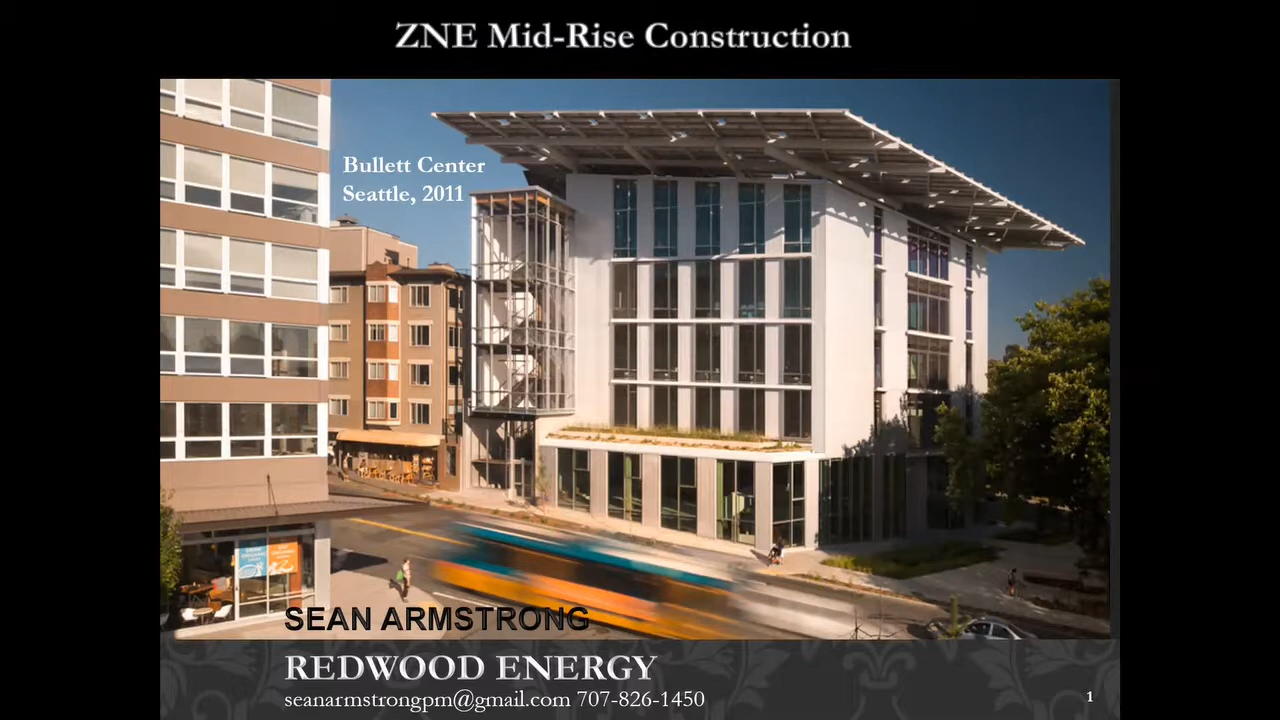 ZNE Mid-Rise Construction
Bullett Center
Seattle, 2011
SEAN ARMSTRONG
REDWOOD ENERGY
seanarmstrongpm@gmail.com 707-826-1450
1